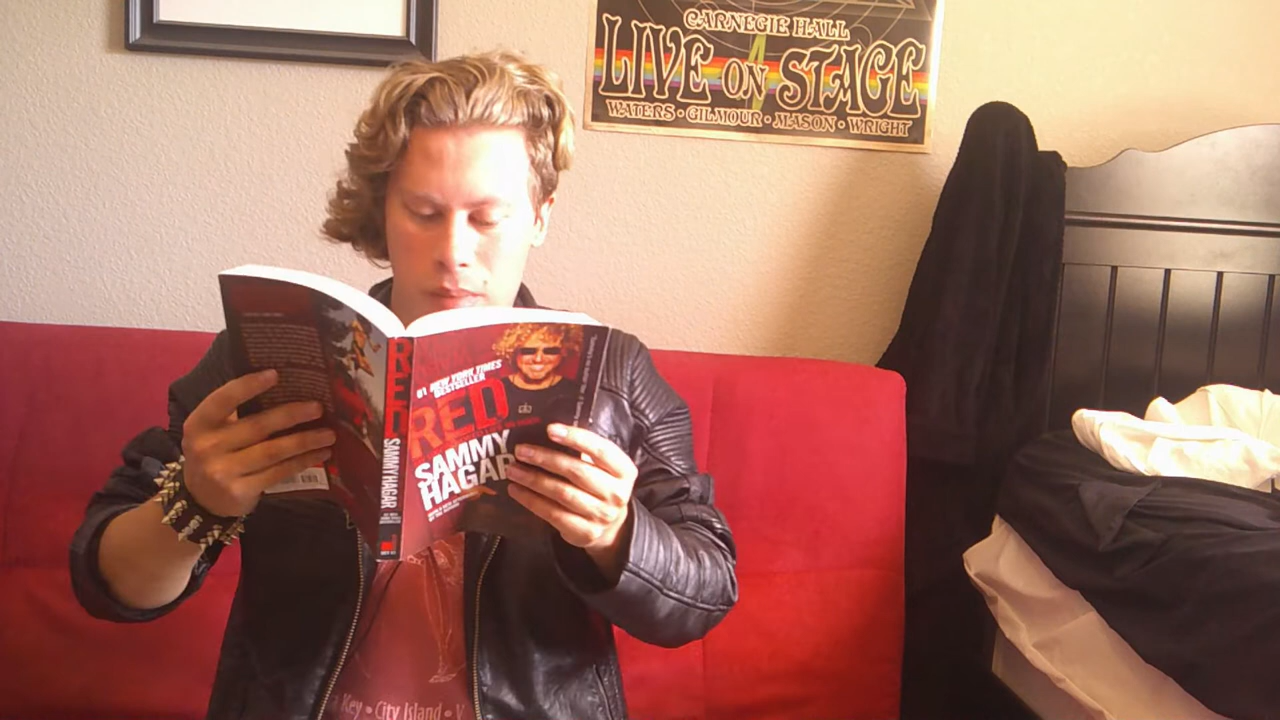 CARNEGIE HALL
LIVE ON STAGE
WATERS • GILMOUR • MASON • WRIGHT
RED
SAMMY HAGAR
#1 NEW YORK TIMES
BESTSELLER
RED
SAMMY
HAGAR
Key • City Island • V